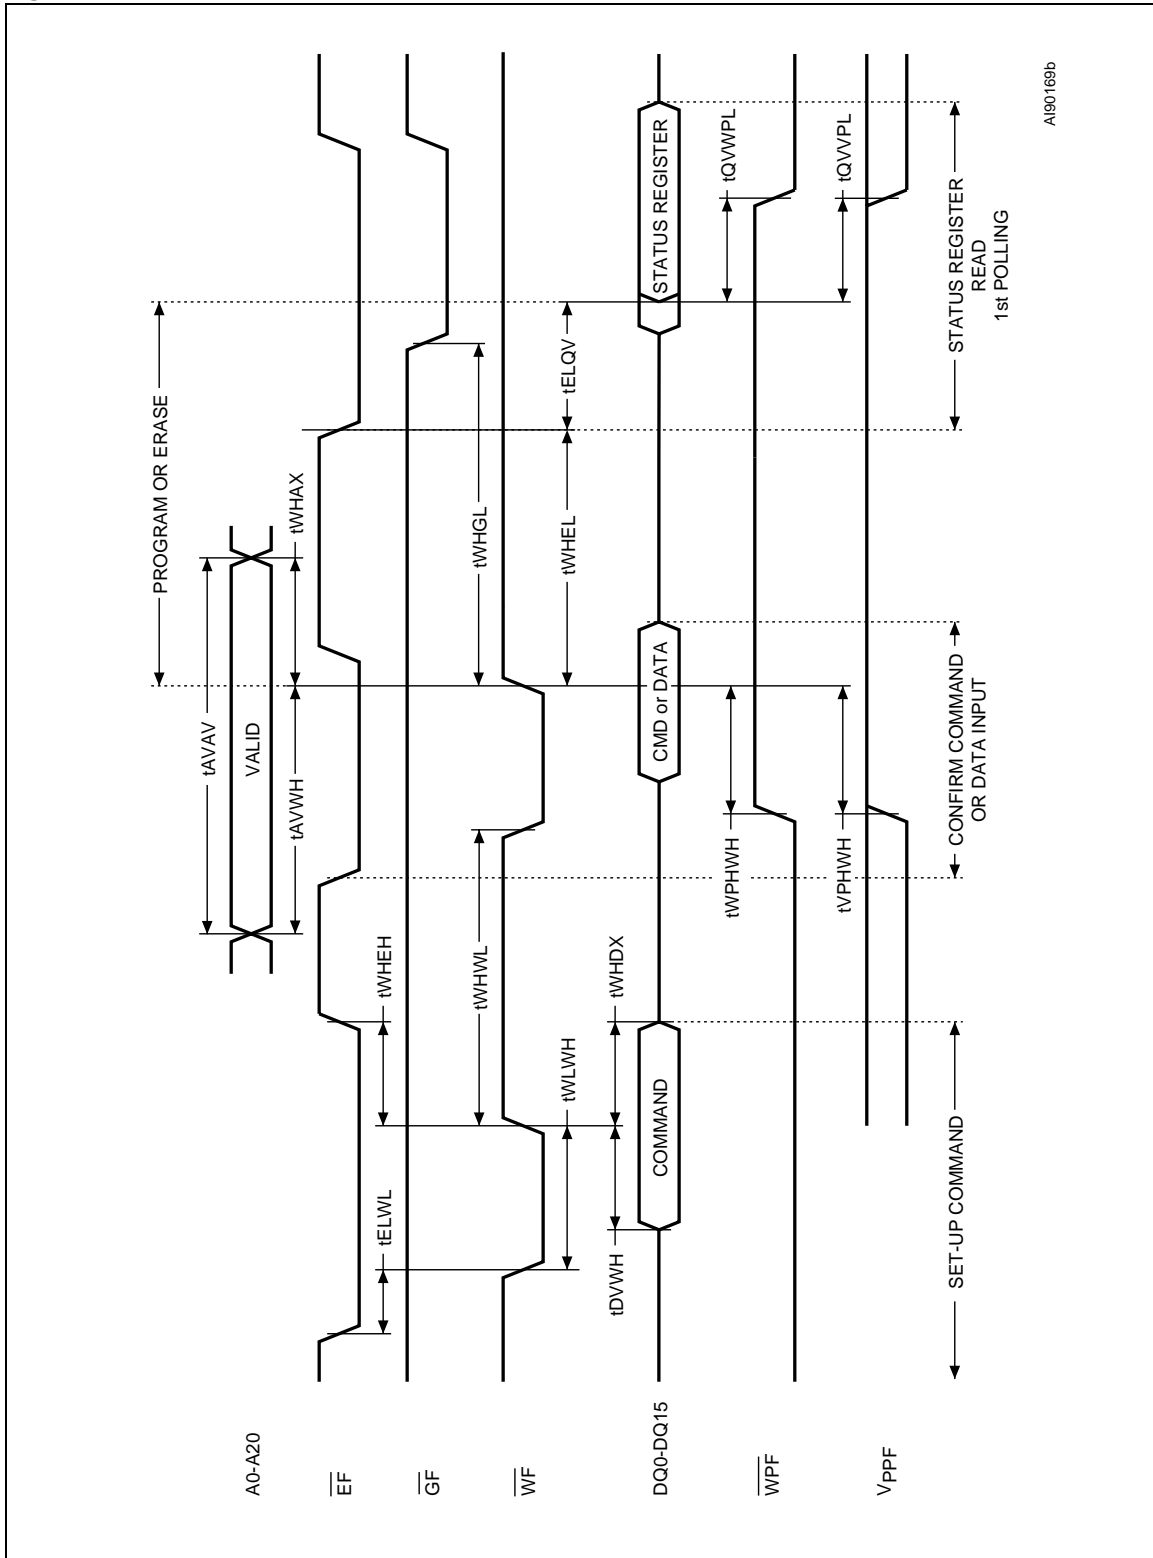 PROGRAM OR ERASE
tAVAV
A0-A20
VALID
tAVWH
tWHAX
EF
tELWL
tWHEH
GF
tWHWL
tWHGL
WF
tWLWH
tWHEL
tELQV
tDVWH
tWHDX
DQ0-DQ15
COMMAND
CMD or DATA
STATUS REGISTER
tWPHWH
tQVWPL
WPF
tVPHWH
tQVVPL
VPPF
SET-UP COMMAND
CONFIRM COMMAND
OR DATA INPUT
STATUS REGISTER
READ
1st POLLING
AI90169b